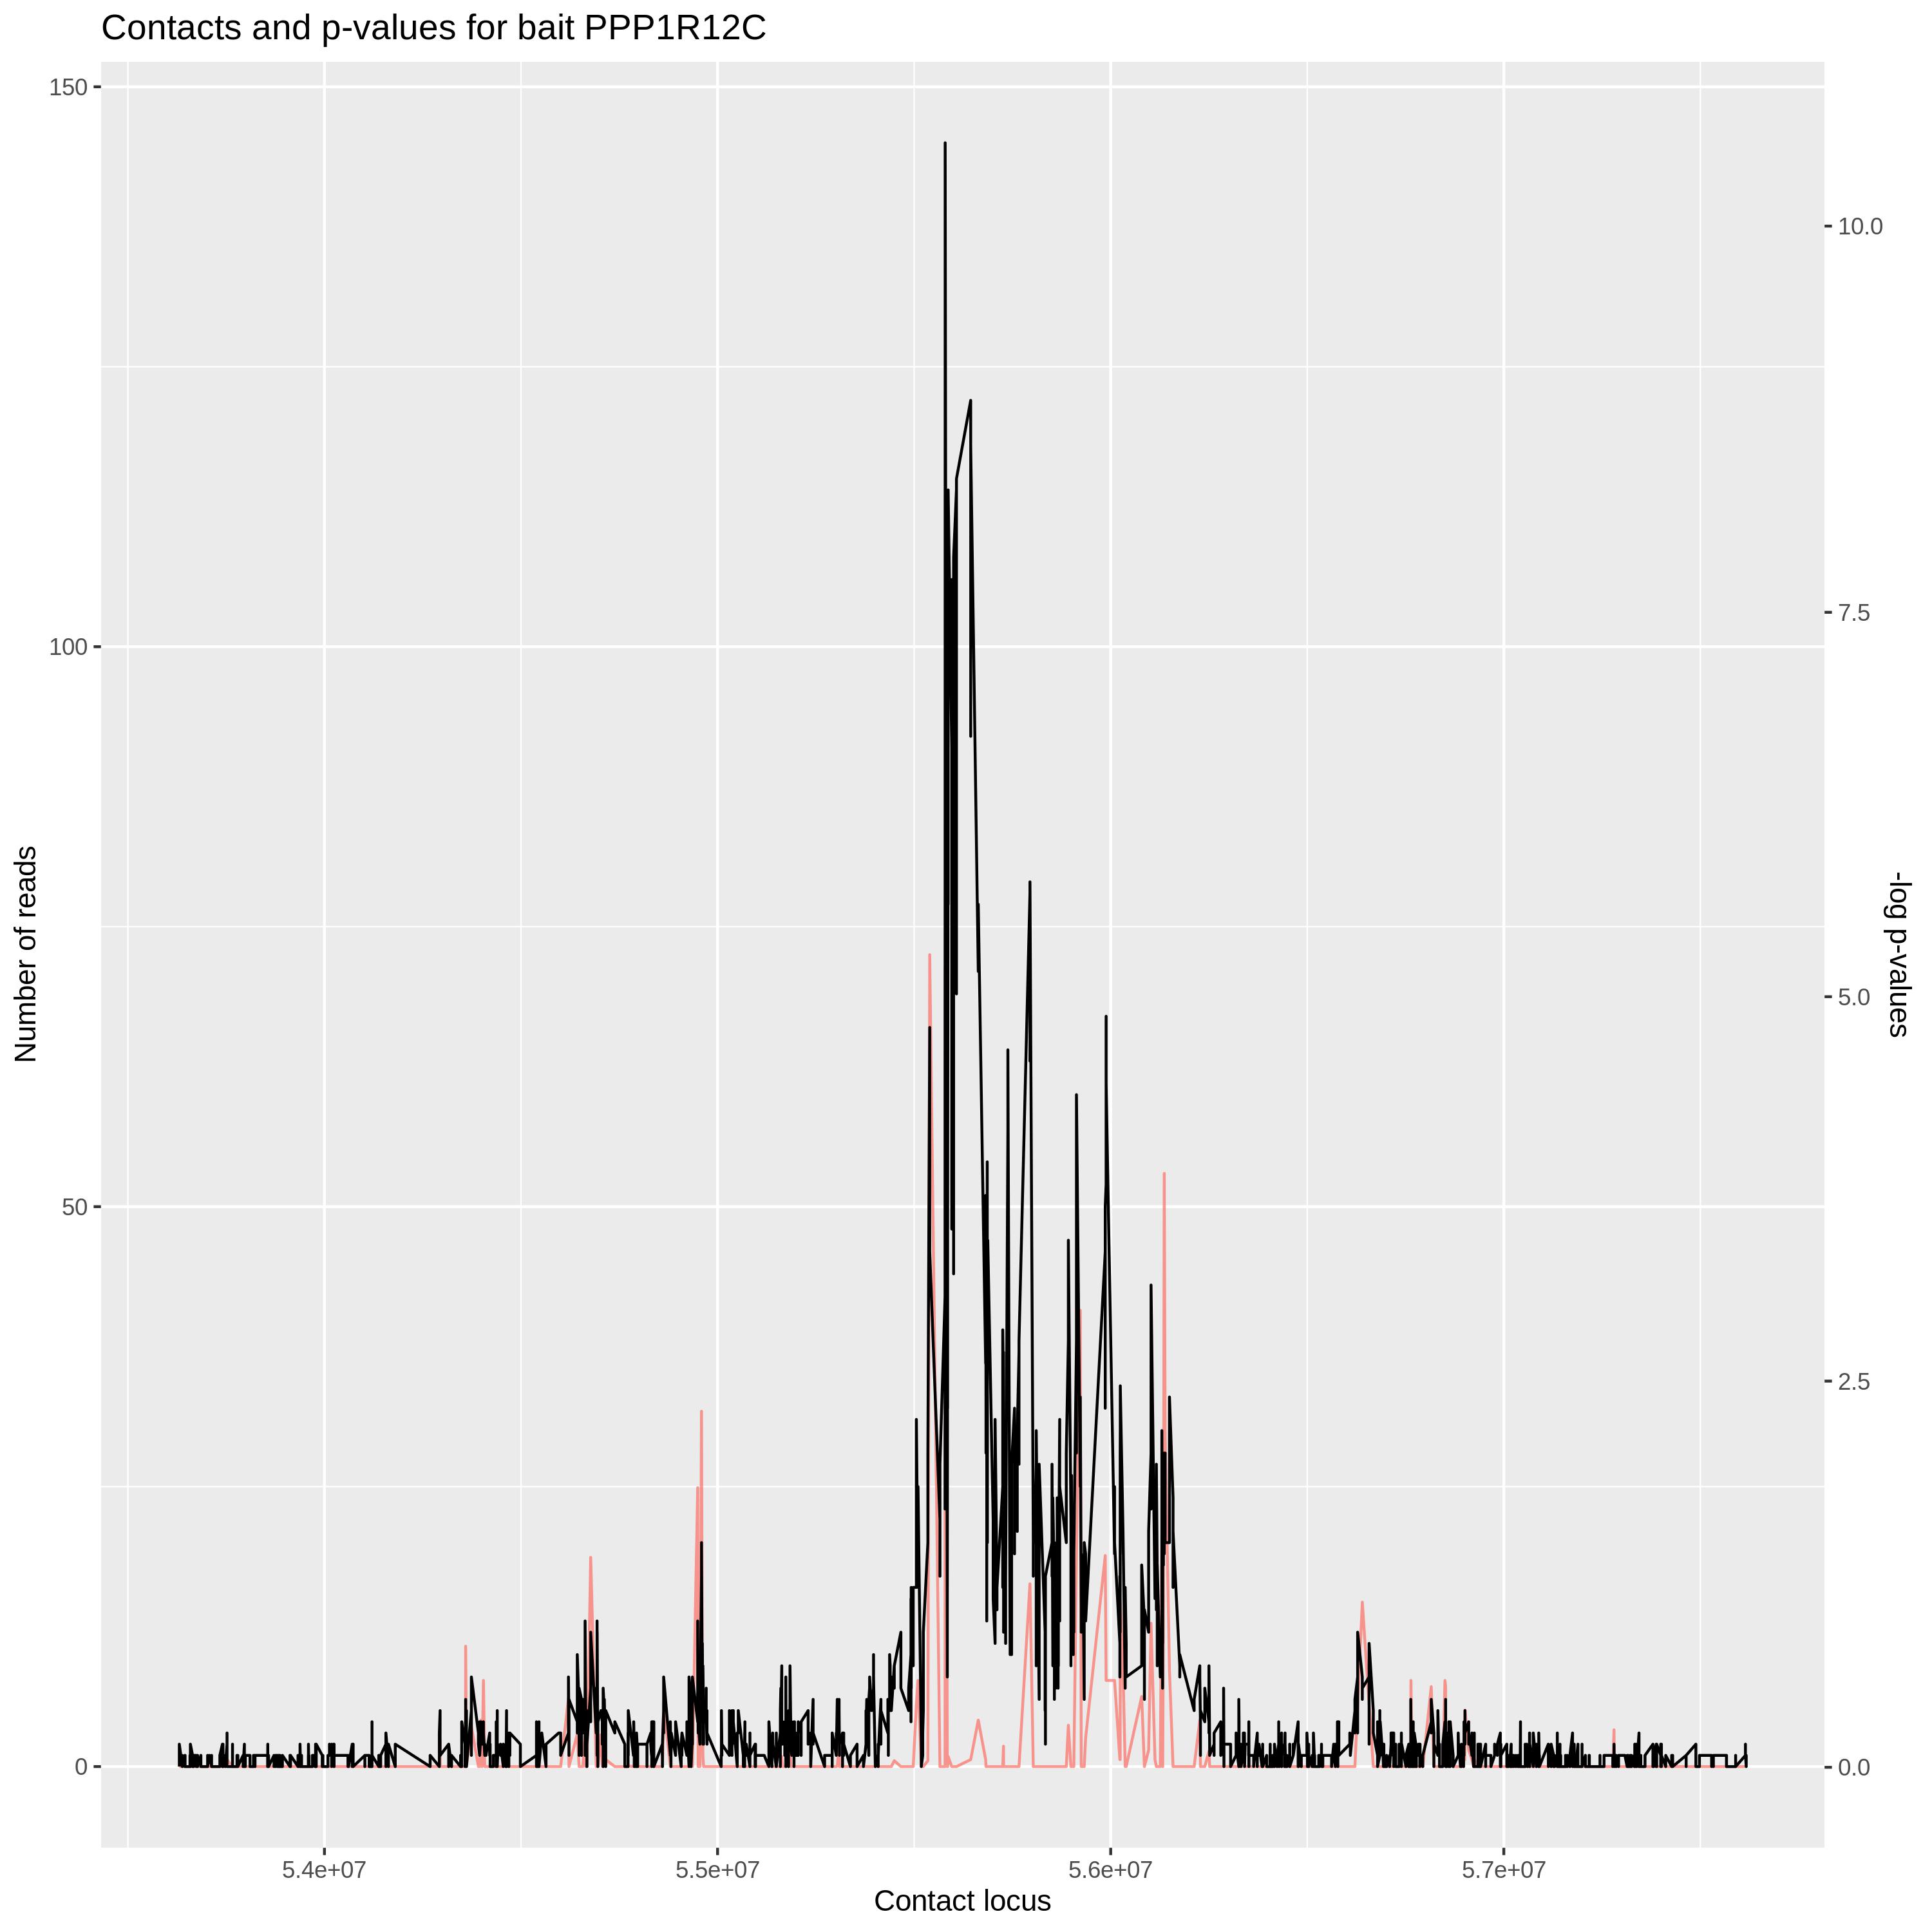 Contacts and p-values for bait PPP1R12C
150
100
50
0
Number of reads
10.0
7.5
5.0
2.5
0.0
-log p-values
5.4e+07
5.5e+07
5.6e+07
5.7e+07
Contact locus